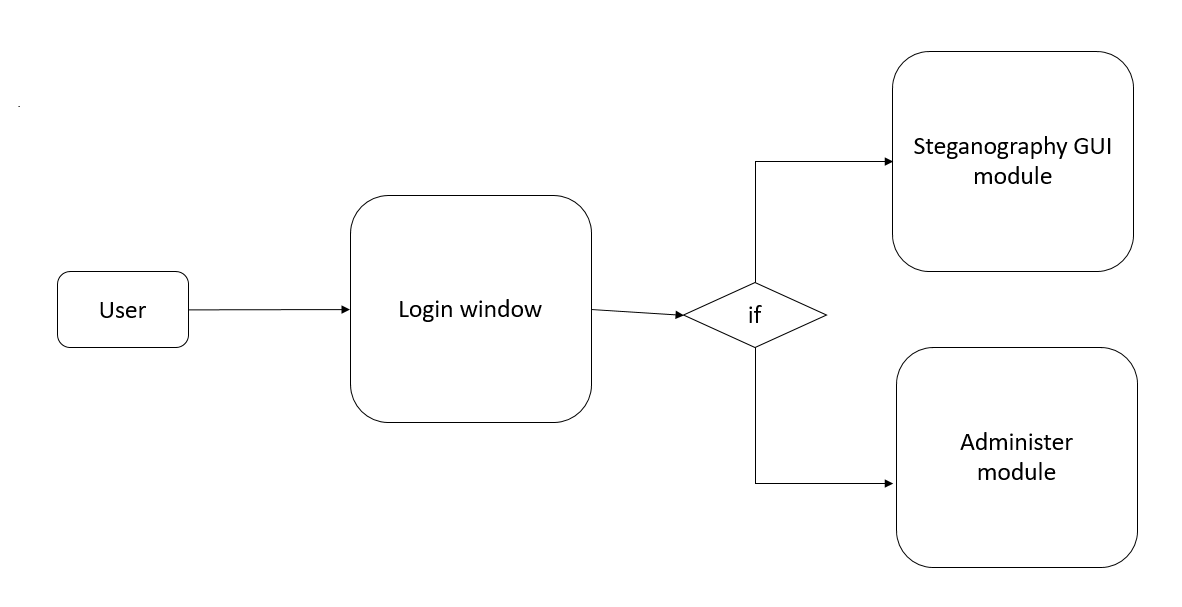 User
Login window
if
Steganography GUI
module
Administer
module